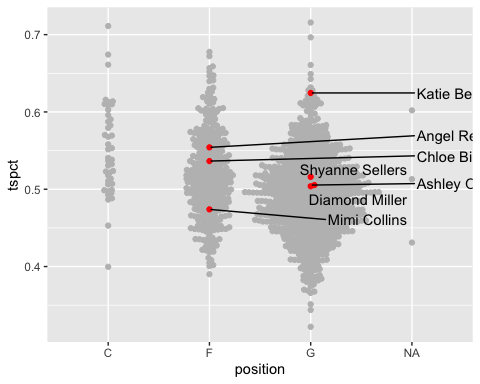 0.7
0.6
0.5
0.4
tspct
Katie Be
Angel Re
Chloe Bi
Shyanne Sellers
Ashley
Diamond Miller
Mimi Collins
C
F
G
NA
position